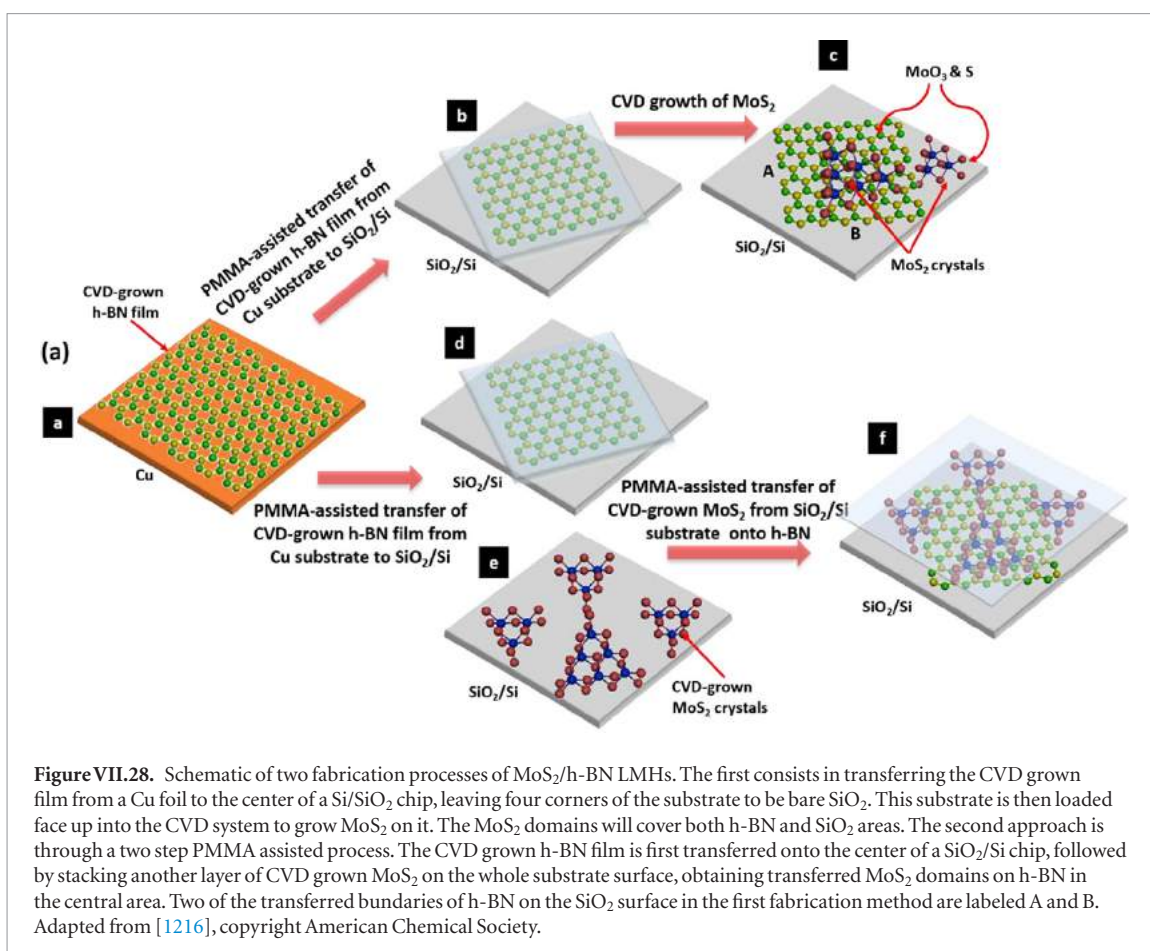 c
MoO₃ & S
CVD growth of MoS₂
b
A
B
SiO₂/Si
SiO₂/Si
MoS₂ crystals
PMMA-assisted transfer of
CVD-grown h-BN film from
Cu substrate to SiO₂/Si
CVD-grown
h-BN film
(a)
a
Cu
d
SiO₂/Si
PMMA-assisted transfer of
CVD-grown h-BN film from
Cu substrate to SiO₂/Si
PMMA-assisted transfer of
CVD-grown MoS₂ from SiO₂/Si
substrate onto h-BN
f
SiO₂/Si
e
SiO₂/Si
CVD-grown
MoS₂ crystals
Figure VII.28. Schematic of two fabrication processes of MoS₂/h-BN LMHs. The first consists in transferring the CVD grown
film from a Cu foil to the center of a Si/SiO₂ chip, leaving four corners of the substrate to be bare SiO₂. This substrate is then loaded
face up into the CVD system to grow MoS₂ on it. The MoS₂ domains will cover both h-BN and SiO₂ areas. The second approach is
through a two step PMMA assisted process. The CVD grown h-BN film is first transferred onto the center of a SiO₂/Si chip, followed
by stacking another layer of CVD grown MoS₂ on the whole substrate surface, obtaining transferred MoS₂ domains on h-BN in
the central area. Two of the transferred bundaries of h-BN on the SiO₂ surface in the first fabrication method are labeled A and B.
Adapted from [1216], copyright American Chemical Society.